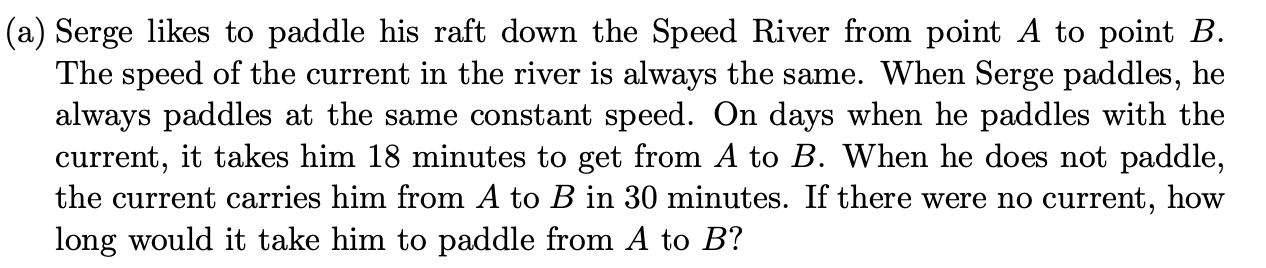 (a) Serge likes to paddle his raft down the Speed River from point A to point B.
The speed of the current in the river is always the same. When Serge paddles, he
always paddles at the same constant speed. On days when he paddles with the
current, it takes him 18 minutes to get from A to B. When he does not paddle,
the current carries him from A to B in 30 minutes. If there were no current, how
long would it take him to paddle from A to B?